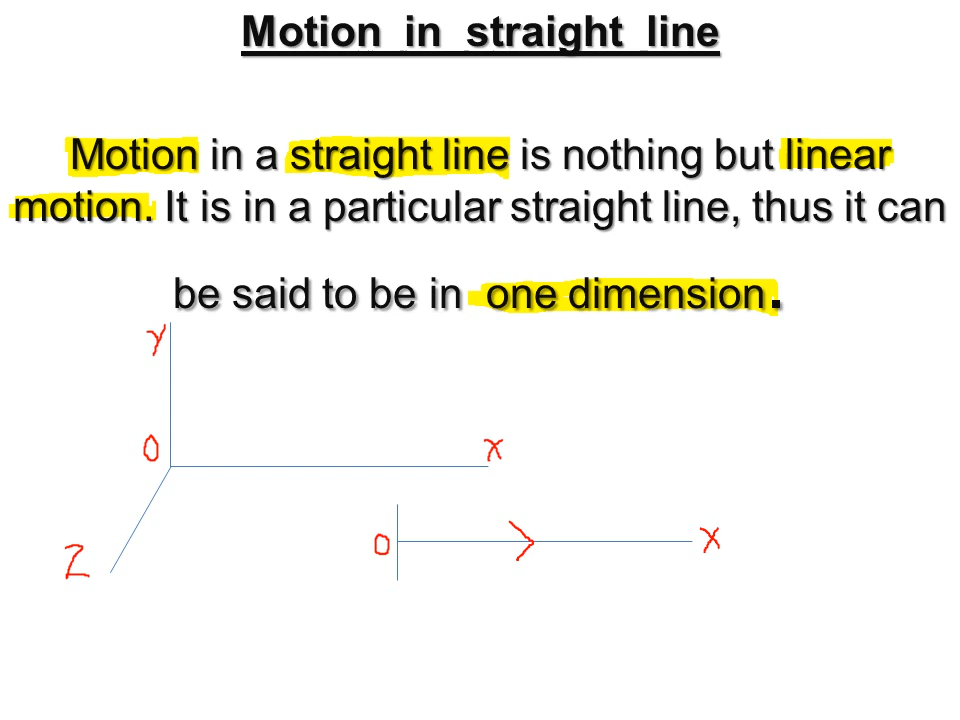 Motion in straight line
Motion in a straight line is nothing but linear
motion. It is in a particular straight line, thus it can
be said to be in one dimension.
Y
O
X
Z
O
X